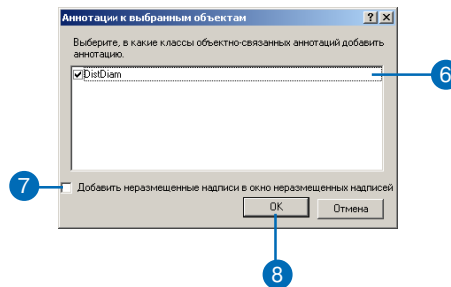 Аннотации к выбранным объектам
Выберите, в какие классы объектно-связанных аннотаций добавить
аннотацию.
DistDiam
6
7
Добавить неразмещенные надписи в окно неразмещенных надписей
OK
Отмена
8